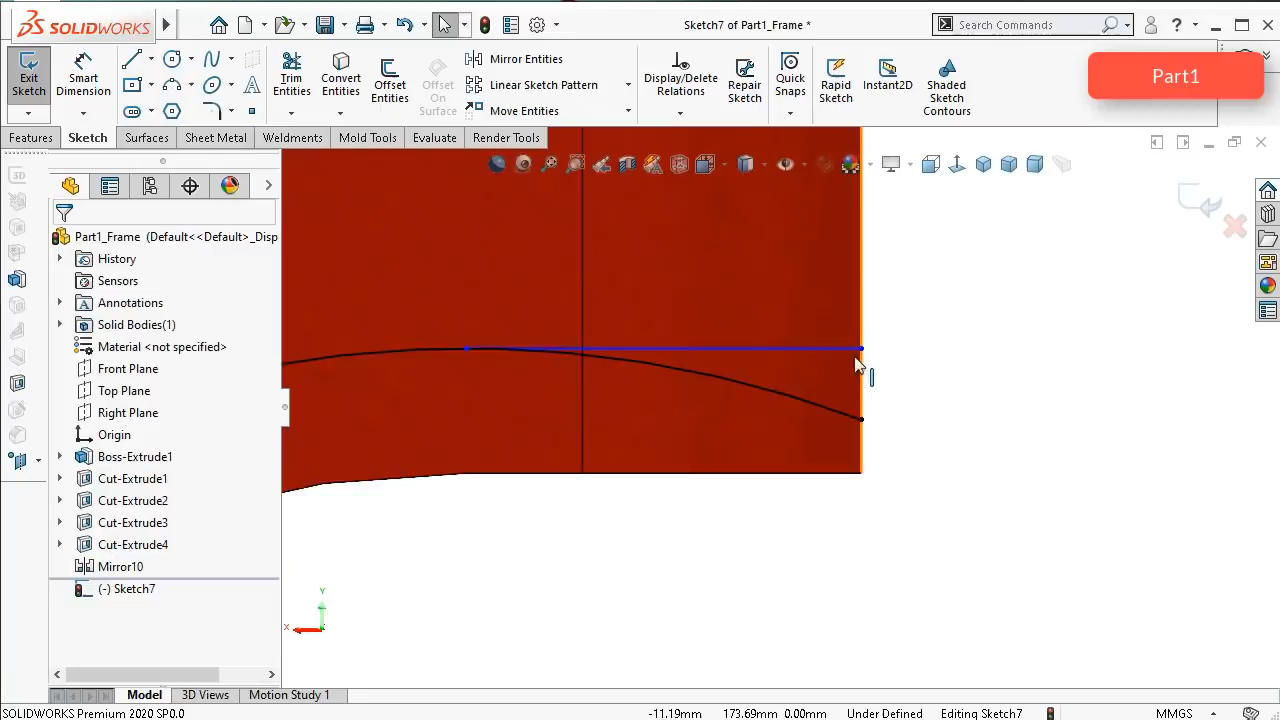 SOLIDWORKS
Sketch7 of Part1_Frame *
Search Commands
?
Exit
Sketch
Smart
Dimension
Trim
Entities
Convert
Entities
Offset
Entities
Offset
On
Surface
Mirror Entities
Linear Sketch Pattern
Move Entities
Display/Delete
Relations
Repair
Sketch
Quick
Snaps
Rapid
Sketch
Instant2D
Shaded
Sketch
Contours
Part1
Features
Sketch
Surfaces
Sheet Metal
Weldments
Mold Tools
Evaluate
Render Tools
Part1_Frame (Default<<Default>_Disp
History
Sensors
Annotations
Solid Bodies(1)
Material <not specified>
Front Plane
Top Plane
Right Plane
Origin
Boss-Extrude1
Cut-Extrude1
Cut-Extrude2
Cut-Extrude3
Cut-Extrude4
Mirror10
(-) Sketch7
Y
X
Model
3D Views
Motion Study 1
SOLIDWORKS Premium 2020 SP0.0
-11.19mm
173.69mm
0.00mm
Under Defined
Editing Sketch7
MMGS